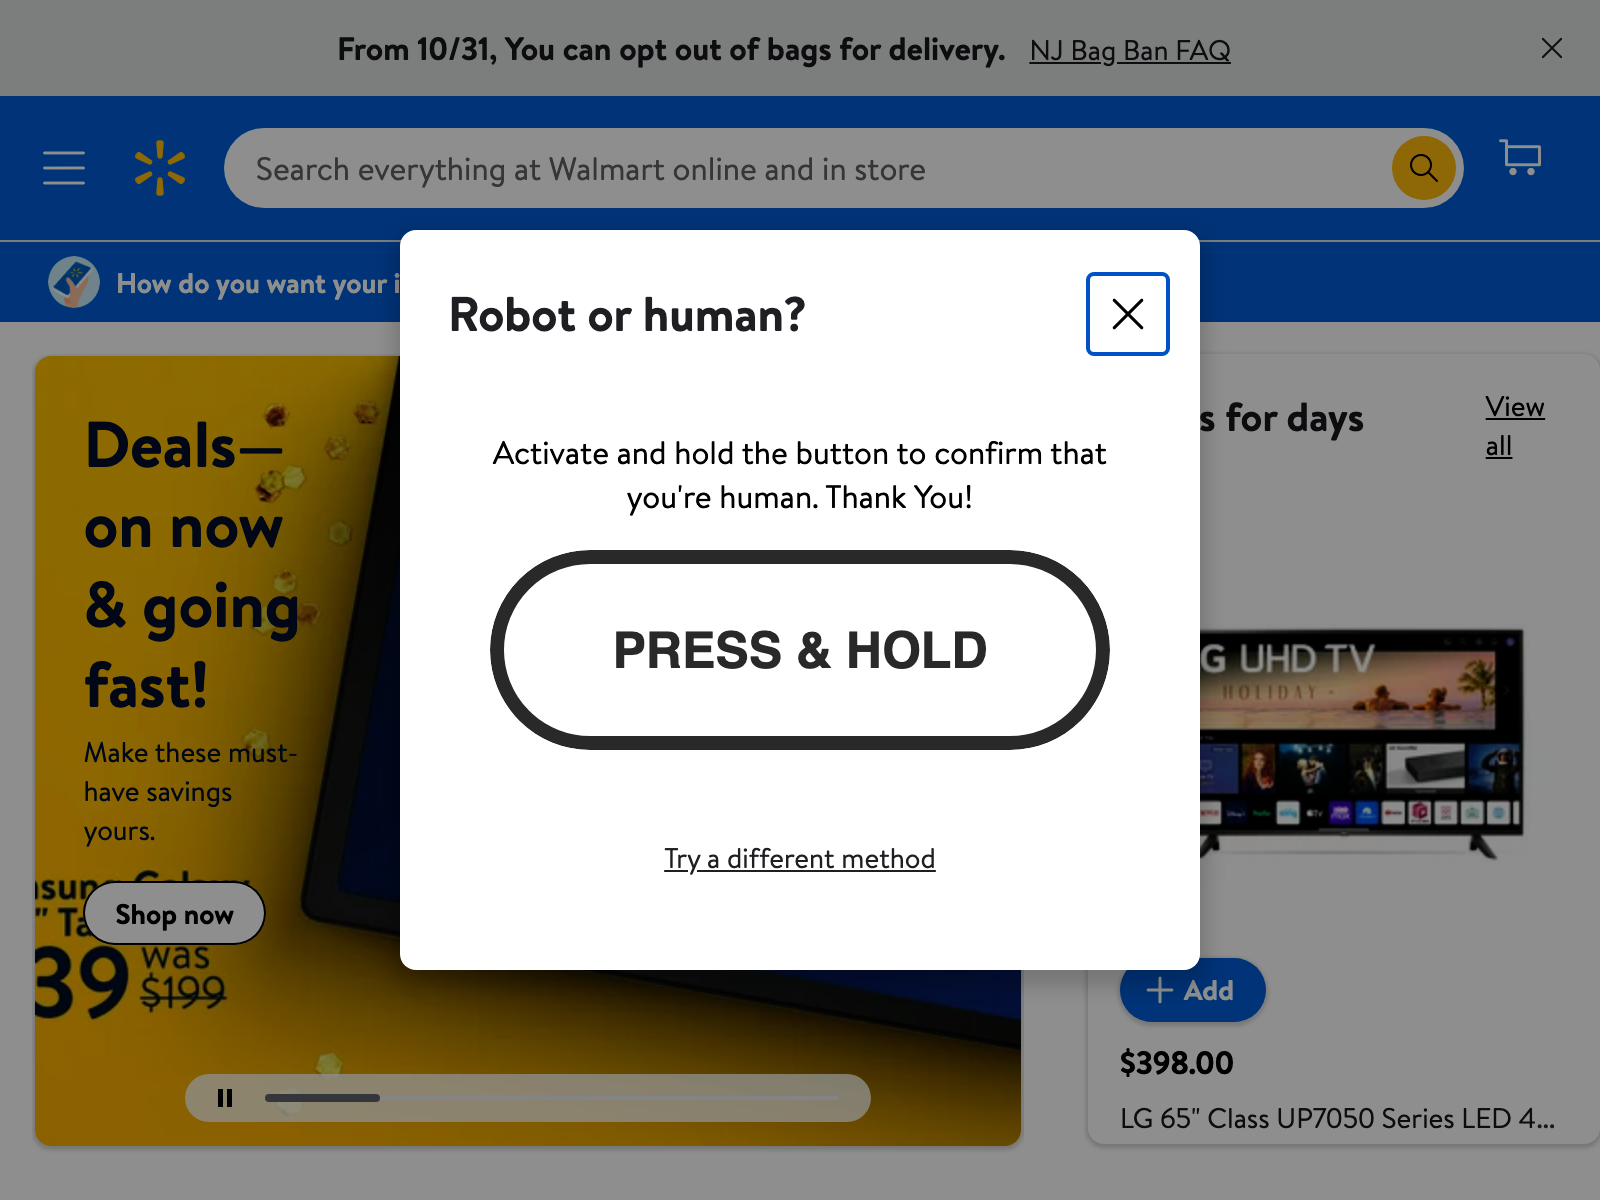 From 10/31, You can opt out of bags for delivery. NJ Bag Ban FAQ
Search everything at Walmart online and in store
How do you want your
Robot or human?
Activate and hold the button to confirm that
you're human. Thank You!
PRESS & HOLD
Try a different method
Deals—
on now
& going
fast!
Make these must-
have savings
yours.
Shop now
39 was
$199
s for days
View
all
G UHD TV
HOLIDAY
Add
$398.00
LG 65" Class UP7050 Series LED 4...